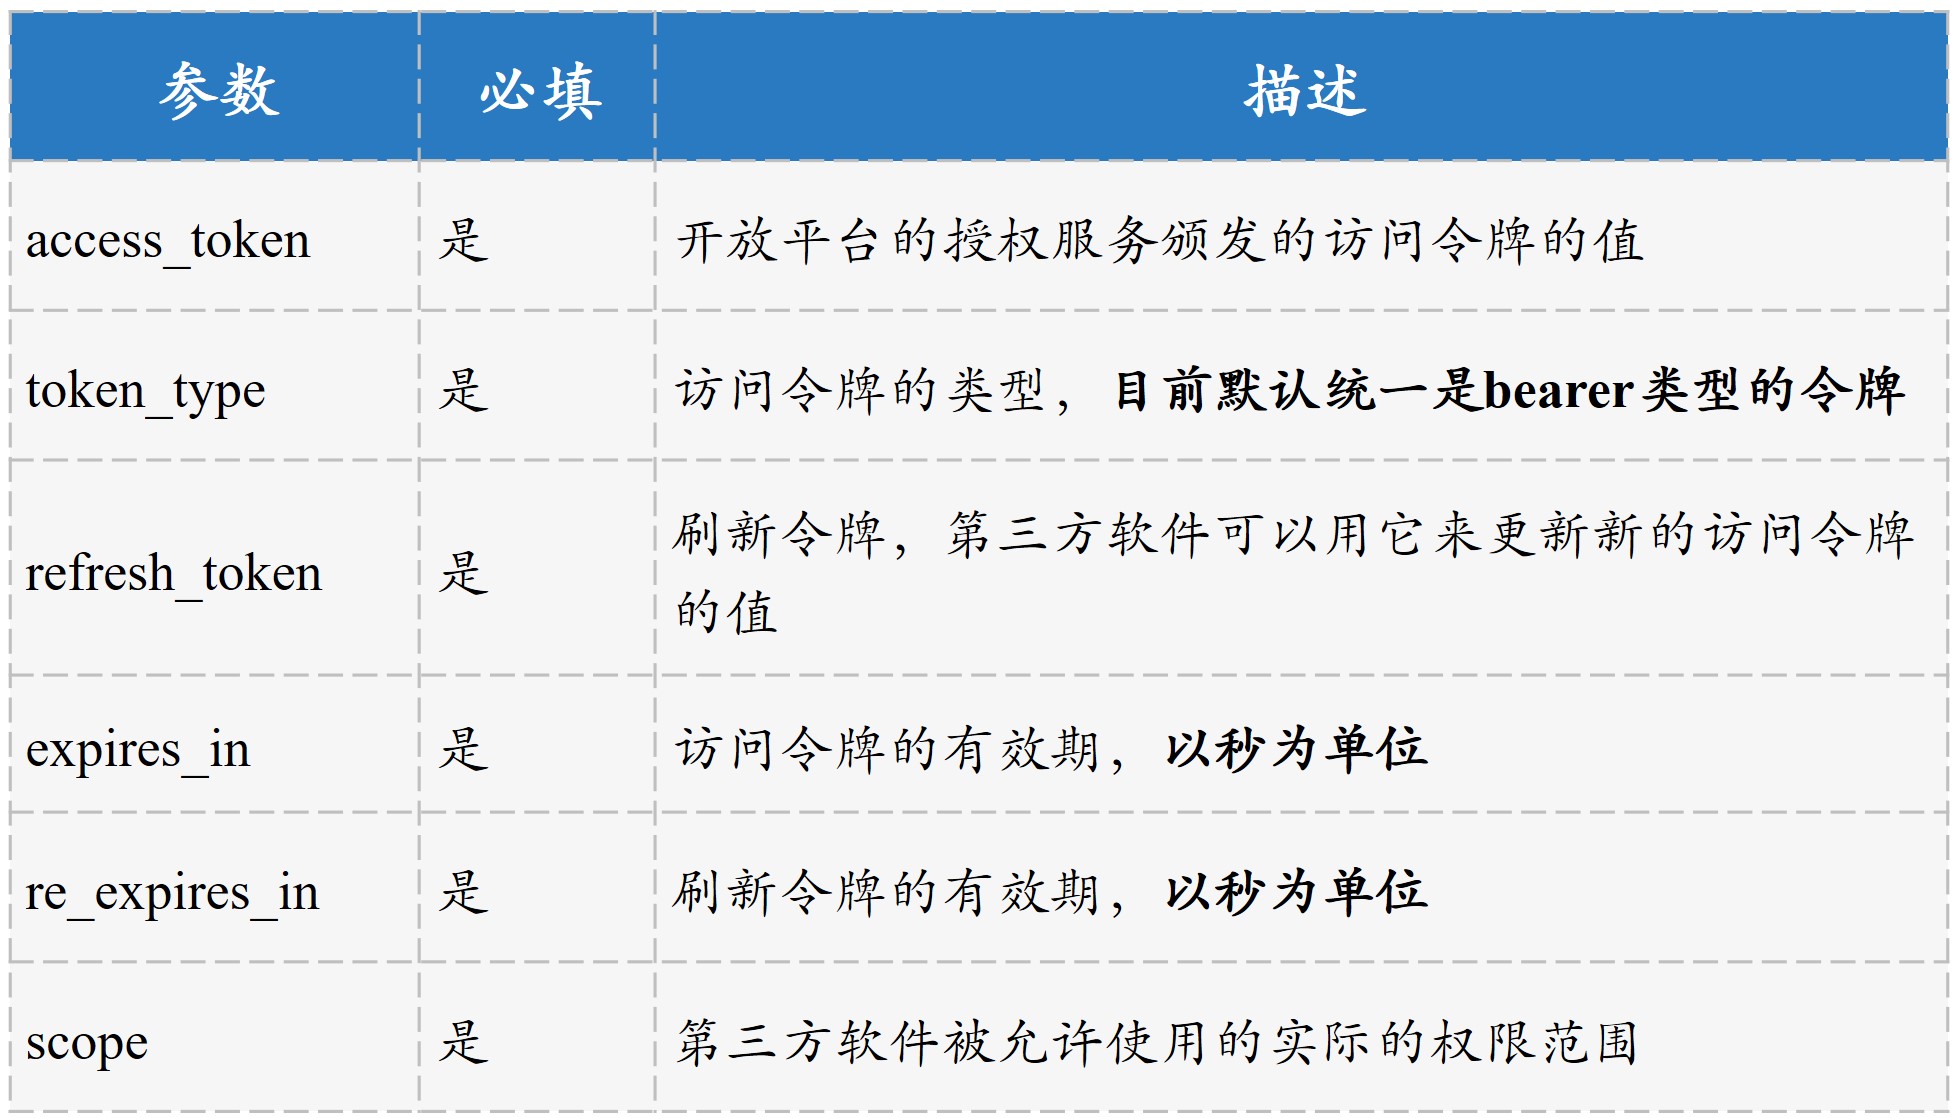 参数 必填 描述
access_token 是 开放平台的授权服务颁发的访问令牌的值
token_type 是 访问令牌的类型，目前默认统一是bearer类型的令牌
refresh_token 是 刷新令牌，第三方软件可以用它来更新新的访问令牌
的值
expires_in 是 访问令牌的有效期，以秒为单位
re_expires_in 是 刷新令牌的有效期，以秒为单位
scope 是 第三方软件被允许使用的实际的权限范围